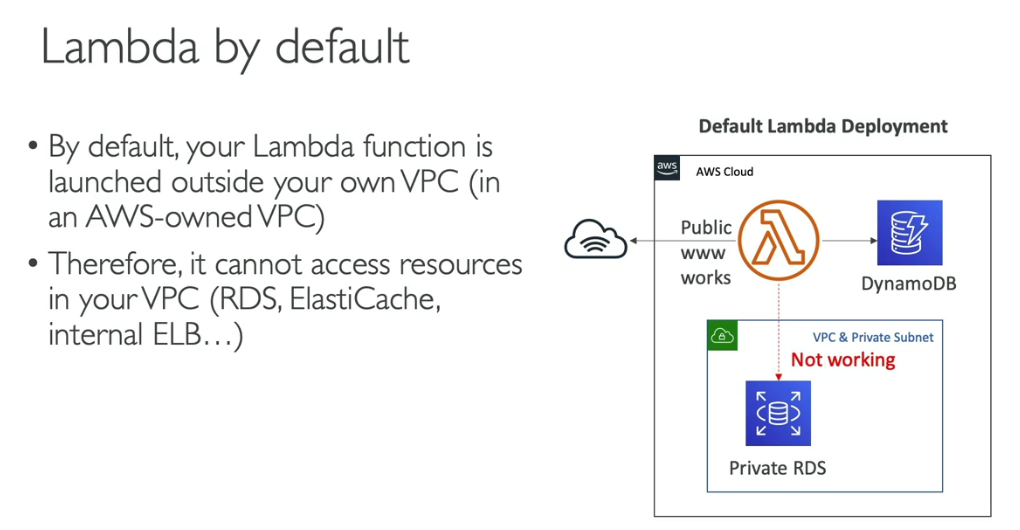 Lambda by default
• By default, your Lambda function is
launched outside your own VPC (in
an AWS-owned VPC)
• Therefore, it cannot access resources
in your VPC (RDS, ElastiCache,
internal ELB…)
Default Lambda Deployment
aws
AWS Cloud
Public
www
works
DynamoDB
VPC & Private Subnet
Not working
Private RDS